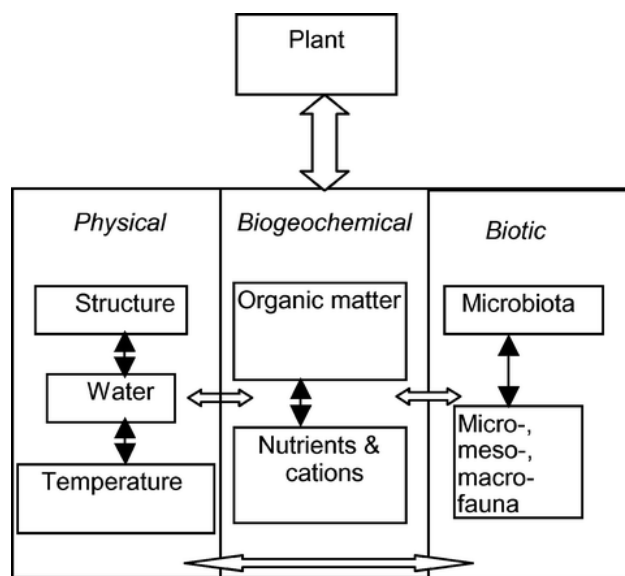 Plant
Physical
Biogeochemical
Biotic
Structure
Water
Temperature
Organic matter
Nutrients &
cations
Microbiota
Micro-,
meso-,
macro-
fauna